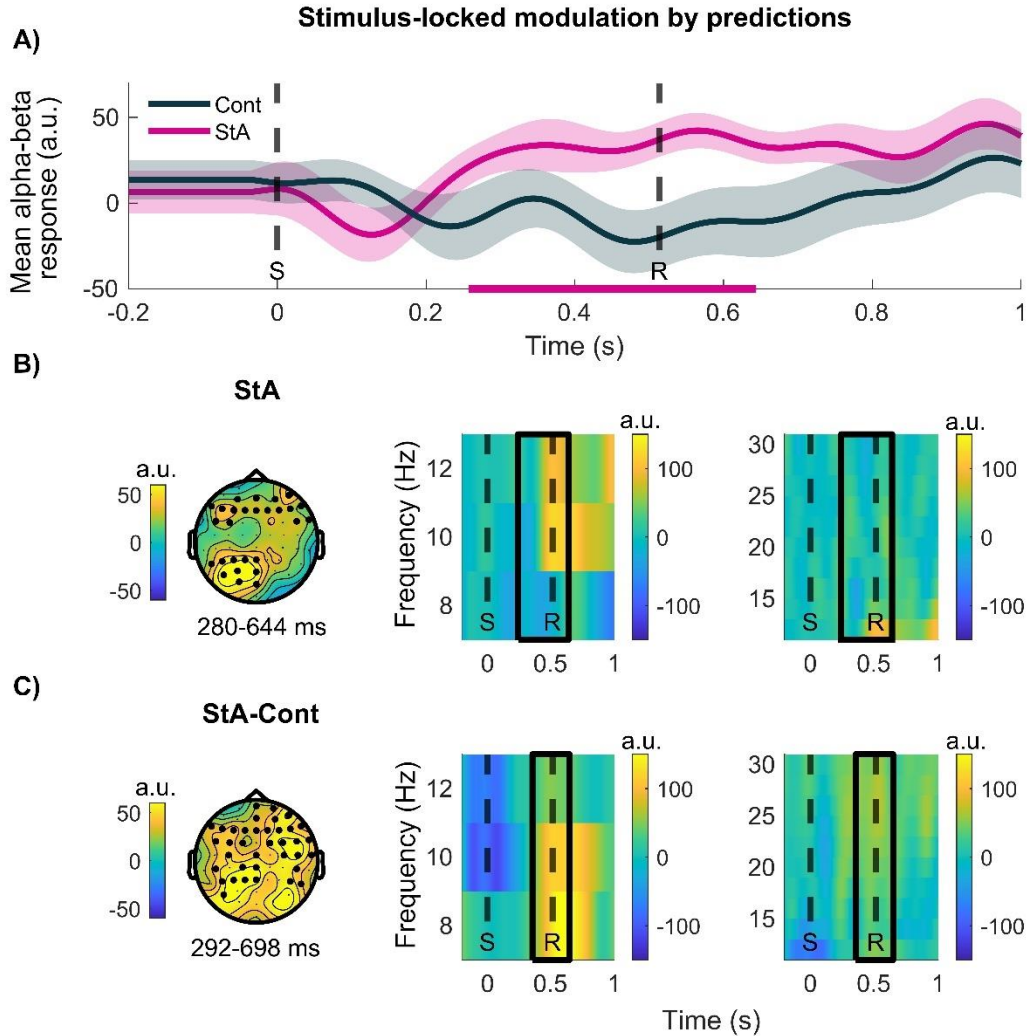 Stimulus-locked modulation by predictions
A)
Mean alpha-beta
response (a.u.)
50
0
-50
Cont
StA
S
R
-0.2 0 0.2 0.4 0.6 0.8 1
Time (s)
B)
StA
a.u.
50
0
-50
280-644 ms
Frequency (Hz)
12
10
8
S R
0 0.5 1
a.u.
100
0
-100
30
25
20
15
S R
0 0.5 1
a.u.
100
0
-100
C)
StA-Cont
a.u.
50
0
-50
292-698 ms
Frequency (Hz)
12
10
8
S R
0 0.5 1
a.u.
100
0
-100
30
25
20
15
S R
0 0.5 1
a.u.
100
0
-100
Time (s)